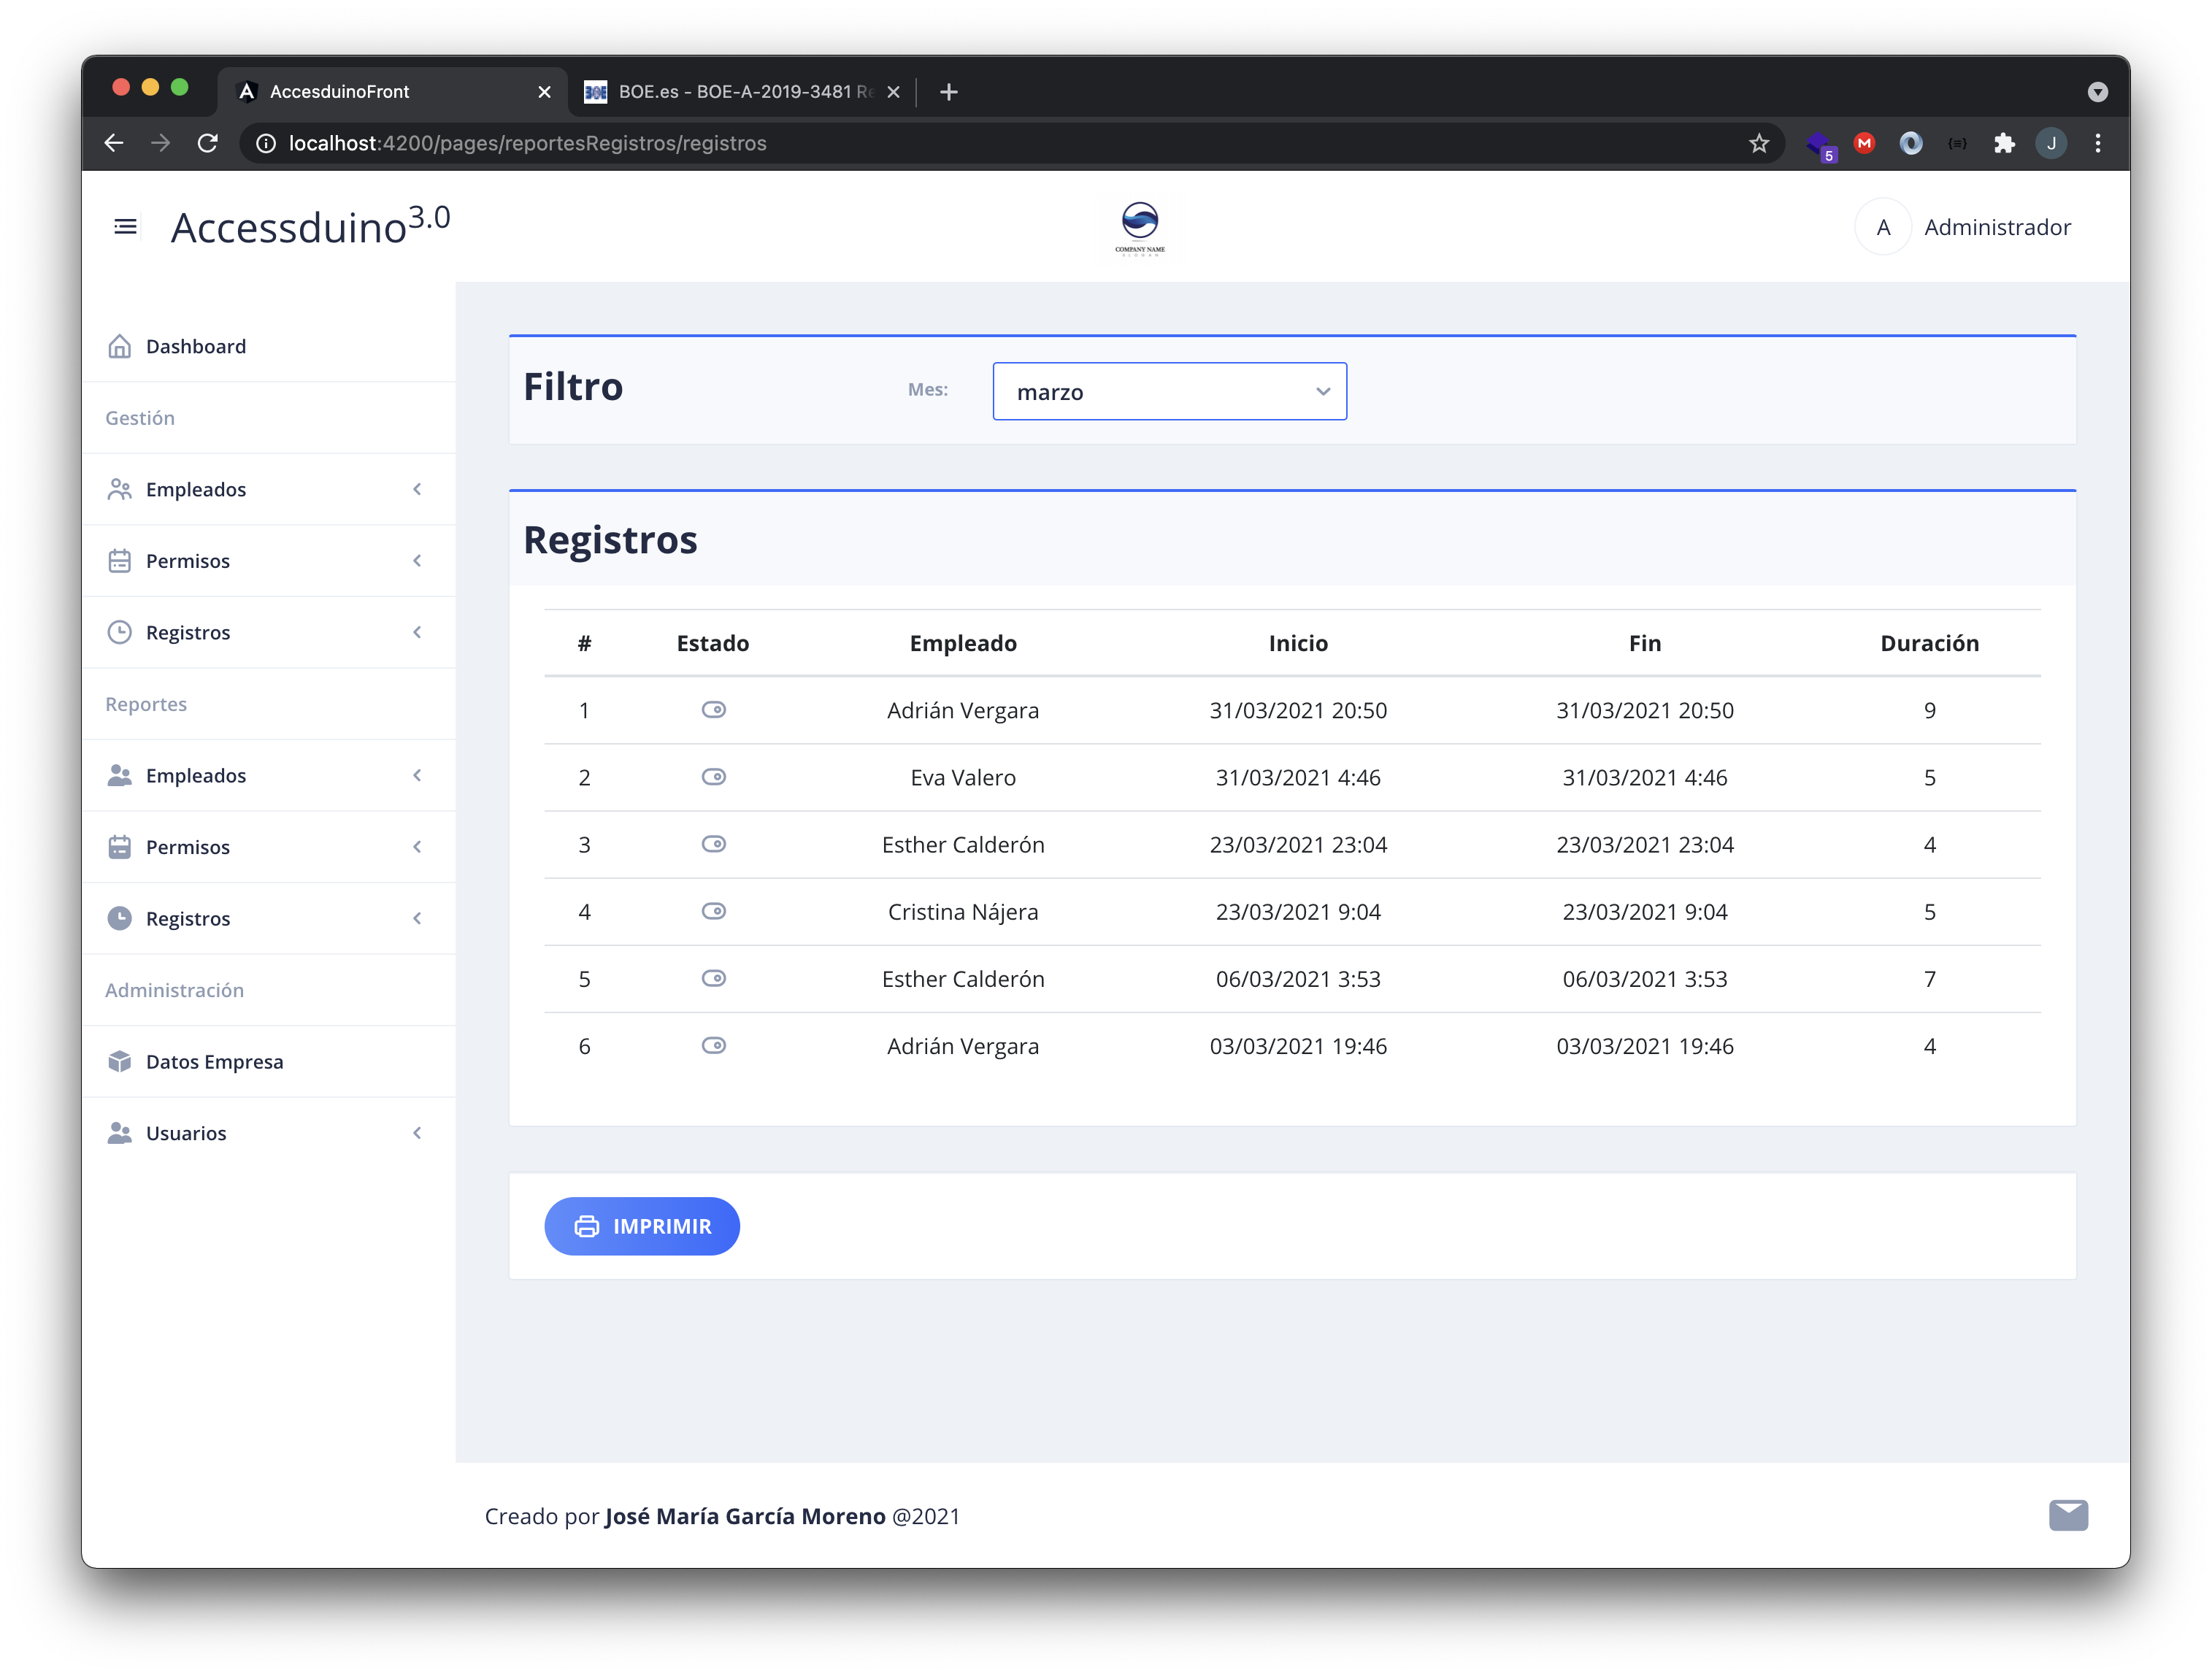 AccesduinoFront
BOE.es - BOE-A-2019-3481
localhost:4200/pages/reportesRegistros/registros
5
M
J
Accessduino3.0
COMPANY NAME
SLOGAN
A
Administrador
Dashboard
Gestión
Empleados
Permisos
Registros
Reportes
Empleados
Permisos
Registros
Administración
Datos Empresa
Usuarios
Filtro
Mes:
marzo
Registros
# Estado Empleado Inicio Fin Duración
1 Adrián Vergara 31/03/2021 20:50 31/03/2021 20:50 9
2 Eva Valero 31/03/2021 4:46 31/03/2021 4:46 5
3 Esther Calderón 23/03/2021 23:04 23/03/2021 23:04 4
4 Cristina Nájera 23/03/2021 9:04 23/03/2021 9:04 5
5 Esther Calderón 06/03/2021 3:53 06/03/2021 3:53 7
6 Adrián Vergara 03/03/2021 19:46 03/03/2021 19:46 4
IMPRIMIR
Creado por José María García Moreno @2021